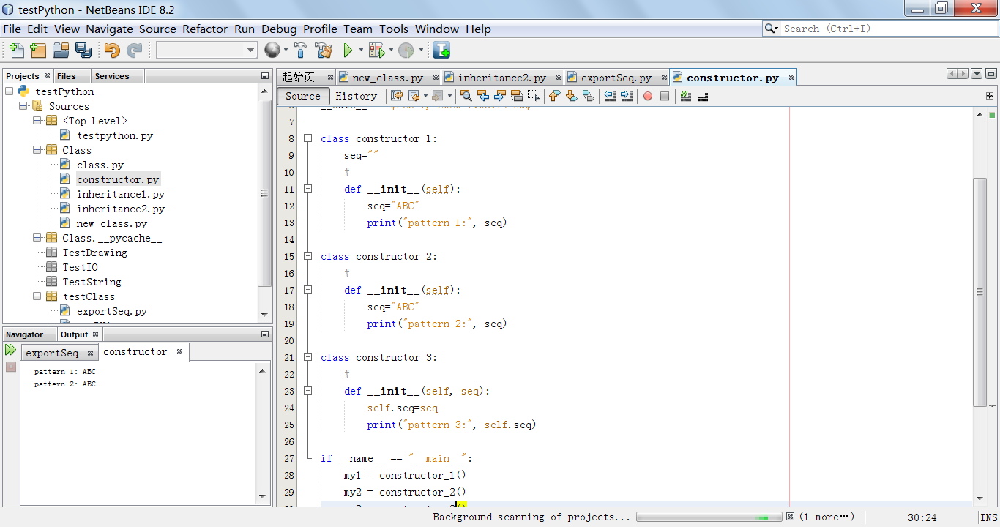 testPython - NetBeans IDE 8.2
File Edit View Navigate Source Refactor Run Debug Profile Team Tools Window Help
Search (Ctrl+I)
Projects Files Services
testPython
Sources
<Top Level>
testpython.py
Class
class.py
constructor.py
inheritance1.py
inheritance2.py
new_class.py
Class.__pycache__
TestDrawing
TestIO
TestString
testClass
exportSeq.py
Navigator Output
exportSeq constructor
pattern 1: ABC
pattern 2: ABC
起始页 new_class.py inheritance2.py exportSeq.py constructor.py
Source History
7
8 class constructor_1:
9 seq=""
10 #
11 def __init__(self):
12 seq="ABC"
13 print("pattern 1:", seq)
14
15 class constructor_2:
16 #
17 def __init__(self):
18 seq="ABC"
19 print("pattern 2:", seq)
20
21 class constructor_3:
22 #
23 def __init__(self, seq):
24 self.seq=seq
25 print("pattern 3:", self.seq)
26
27 if __name__ == "__main__":
28 my1 = constructor_1()
29 my2 = constructor_2()
Background scanning of projects... (1 more…) 30:24 INS